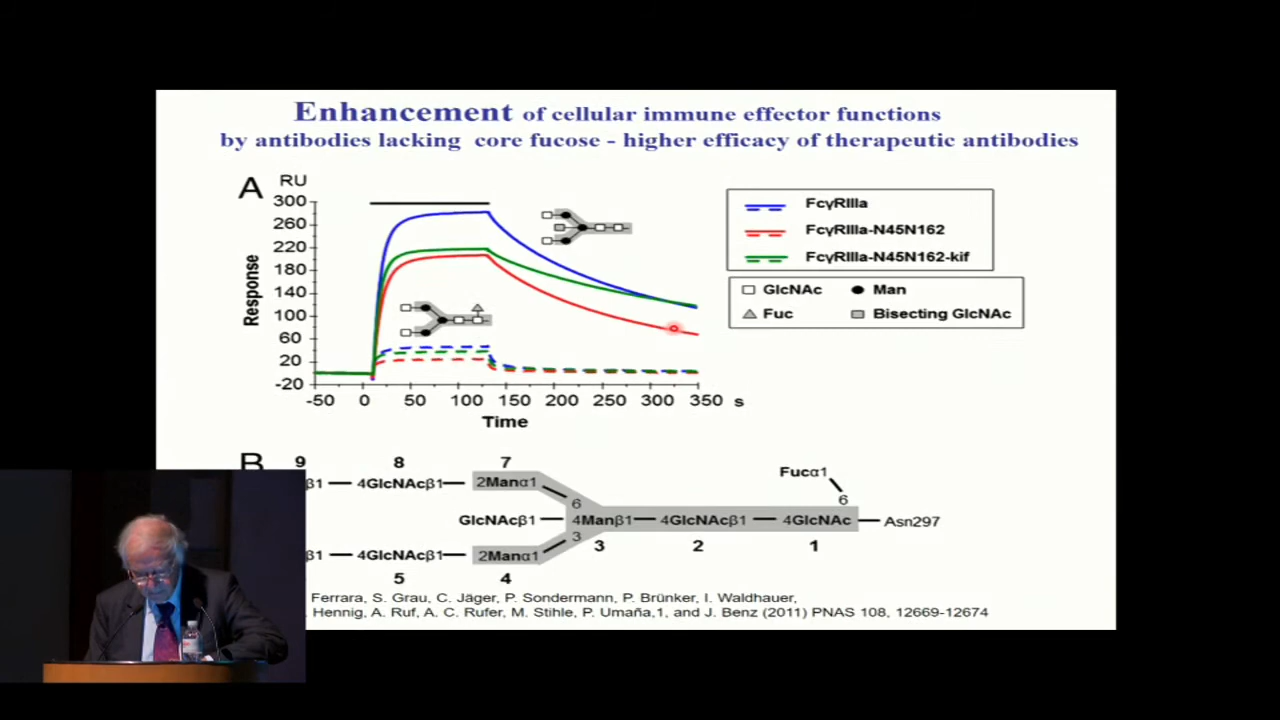 Enhancement of cellular immune effector functions
by antibodies lacking core fucose - higher efficacy of therapeutic antibodies
A
RU
300
260
220
180
140
100
60
20
-20
Response
-50 0 50 100 150 200 250 300 350 s
Time
FcγRIIIa
FcγRIIIa-N45N162
FcγRIIIa-N45N162-kif
GlcNAc Man
Fuc Bisecting GlcNAc
B
9 8 7
β1 4GlcNAcβ1 2Manα1
Fucα1
6 6
GlcNAcβ1 4Manβ1 4GlcNAcβ1 4GlcNAc Asn297
3 3 2 1
β1 4GlcNAcβ1 2Manα1
5 4
Ferrara, S. Grau, C. Jäger, P. Sondermann, P. Brünker, I. Waldhauer,
Hennig, A. Ruf, A. C. Rufer, M. Stihle, P. Umaña,1, and J. Benz (2011) PNAS 108, 12669-12674